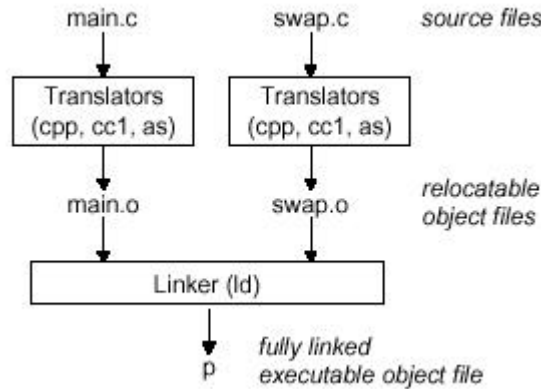 main.c swap.c source files
Translators Translators
(cpp, cc1, as) (cpp, cc1, as)
main.o swap.o relocatable
object files
Linker (ld)
p fully linked
executable object file